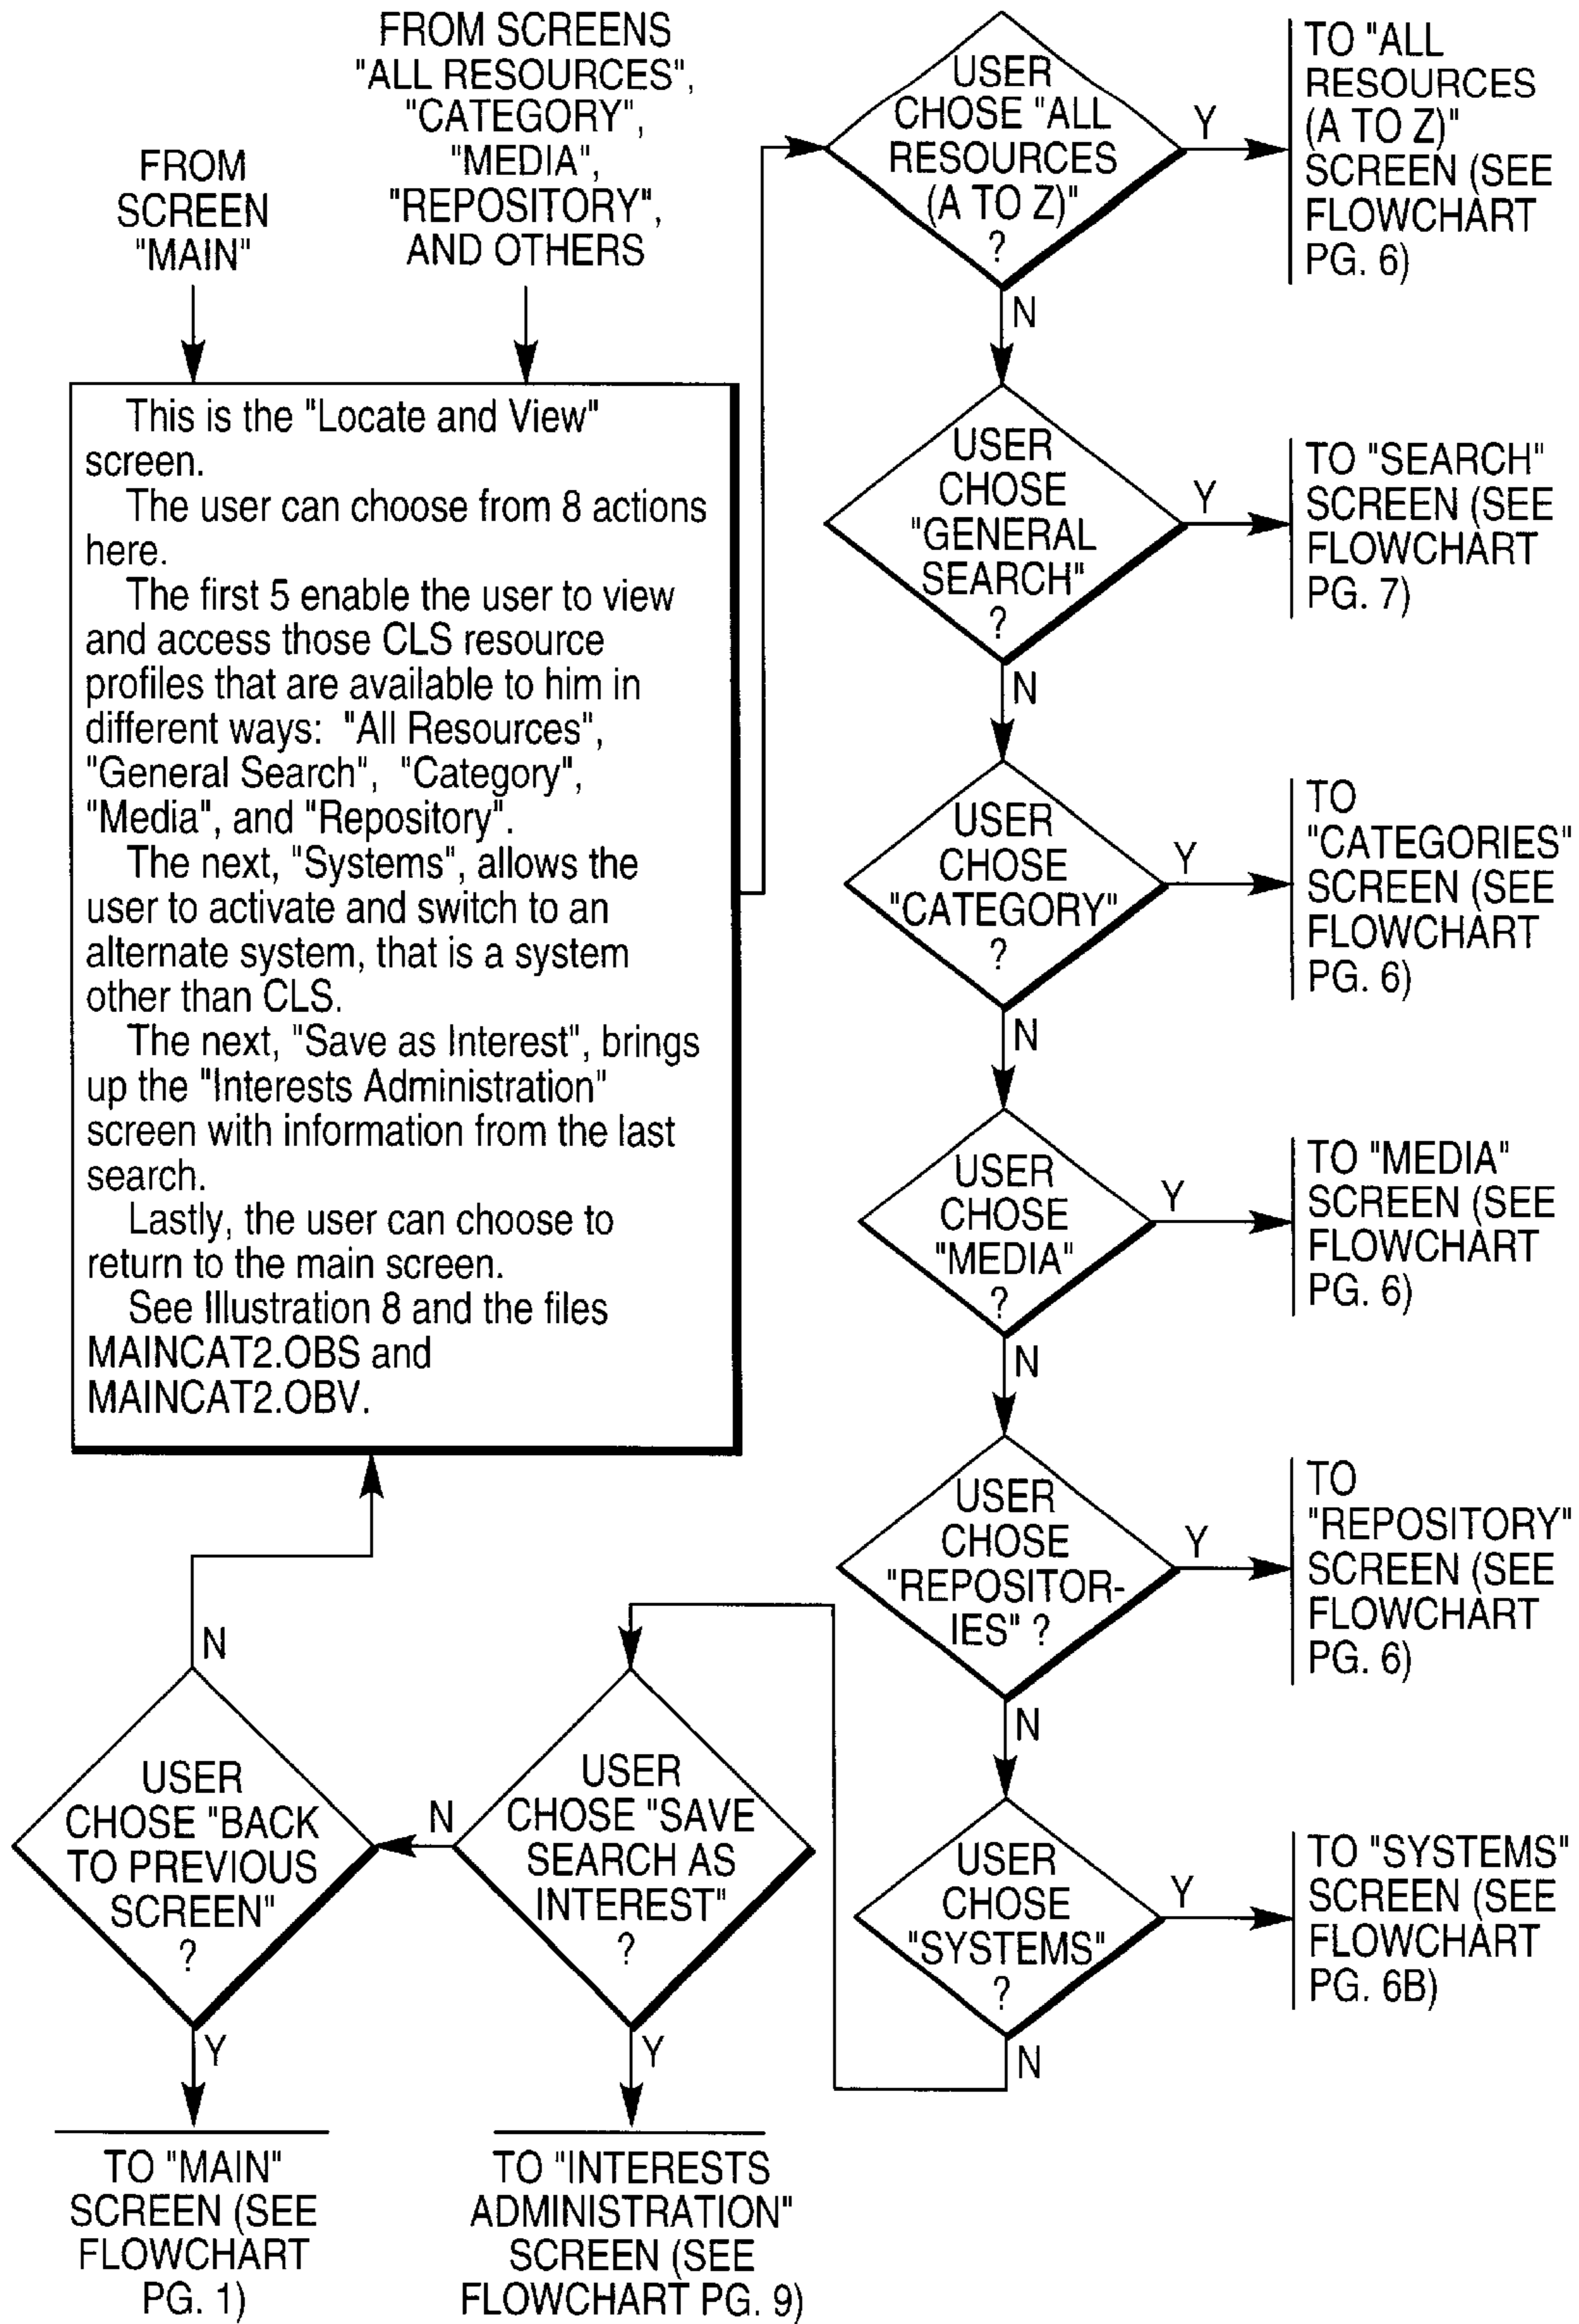 FROM
SCREEN
"MAIN"
FROM SCREENS
"ALL RESOURCES",
"CATEGORY",
"MEDIA",
"REPOSITORY",
AND OTHERS
This is the "Locate and View"
screen.
The user can choose from 8 actions
here.
The first 5 enable the user to view
and access those CLS resource
profiles that are available to him in
different ways: "All Resources",
"General Search", "Category",
"Media", and "Repository".
The next, "Systems", allows the
user to activate and switch to an
alternate system, that is a system
other than CLS.
The next, "Save as Interest", brings
up the "Interests Administration"
screen with information from the last
search.
Lastly, the user can choose to
return to the main screen.
See Illustration 8 and the files
MAINCAT2.OBS and
MAINCAT2.OBV.
USER
CHOSE "ALL
RESOURCES
(A TO Z)"
?
Y
TO "ALL
RESOURCES
(A TO Z)"
SCREEN (SEE
FLOWCHART
PG. 6)
N
USER
CHOSE
"GENERAL
SEARCH"
?
Y
TO "SEARCH"
SCREEN (SEE
FLOWCHART
PG. 7)
N
USER
CHOSE
"CATEGORY"
?
Y
TO
"CATEGORIES"
SCREEN (SEE
FLOWCHART
PG. 6)
N
USER
CHOSE
"MEDIA"
?
Y
TO "MEDIA"
SCREEN (SEE
FLOWCHART
PG. 6)
N
USER
CHOSE
"REPOSITOR-
IES" ?
Y
TO
"REPOSITORY"
SCREEN (SEE
FLOWCHART
PG. 6)
N
USER
CHOSE
"SYSTEMS"
?
Y
TO "SYSTEMS"
SCREEN (SEE
FLOWCHART
PG. 6B)
N
USER
CHOSE "SAVE
SEARCH AS
INTEREST"
?
Y
TO "INTERESTS
ADMINISTRATION"
SCREEN (SEE
FLOWCHART PG. 9)
N
USER
CHOSE "BACK
TO PREVIOUS
SCREEN"
?
N
Y
TO "MAIN"
SCREEN (SEE
FLOWCHART
PG. 1)